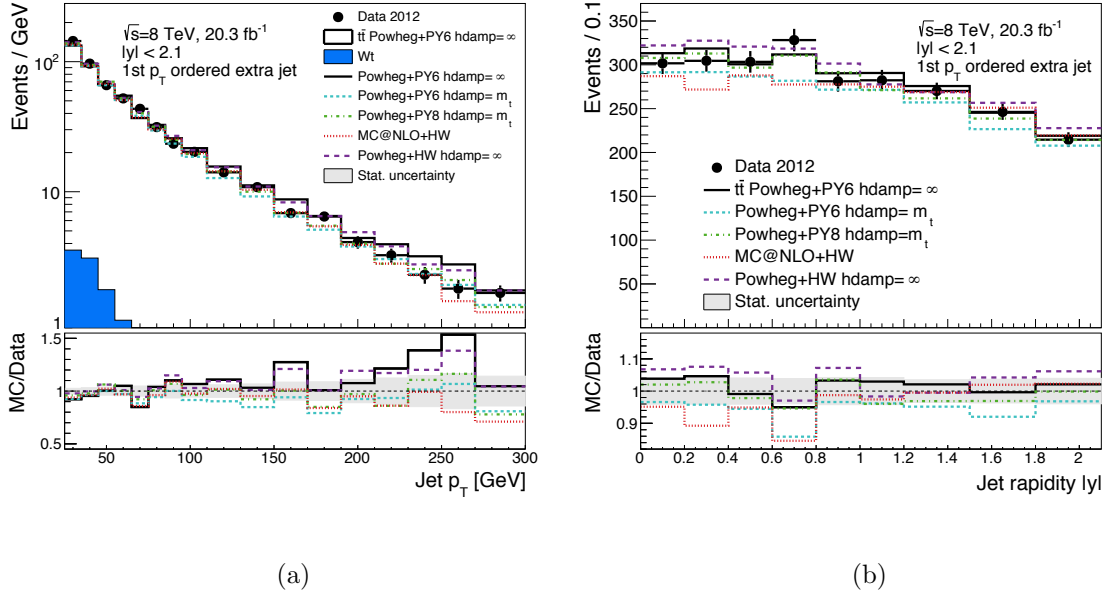 Events / GeV
10²
10
1
√s=8 TeV, 20.3 fb⁻¹
|y| < 2.1
1st p_T ordered extra jet
Data 2012
tt̄ Powheg+PY6 hdamp= ∞
Wt
Powheg+PY6 hdamp= ∞
Powheg+PY6 hdamp= m_t
Powheg+PY8 hdamp= m_t
MC@NLO+HW
Powheg+HW hdamp= ∞
Stat. uncertainty
MC/Data
1.5
1
0.5
50 100 150 200 250 300
Jet p_T [GeV]
(a)
Events / 0.1
400
350
300
250
200
150
100
50
0
√s=8 TeV, 20.3 fb⁻¹
|y| < 2.1
1st p_T ordered extra jet
Data 2012
tt̄ Powheg+PY6 hdamp= ∞
Powheg+PY6 hdamp= m_t
Powheg+PY8 hdamp=m_t
MC@NLO+HW
Powheg+HW hdamp= ∞
Stat. uncertainty
MC/Data
1.1
1
0.9
0 0.2 0.4 0.6 0.8 1 1.2 1.4 1.6 1.8 2
Jet rapidity |y|
(b)